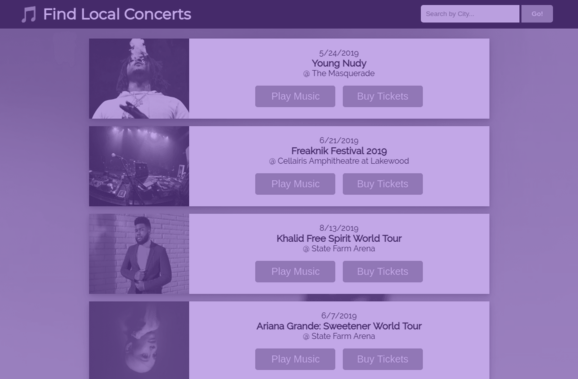 Find Local Concerts
Search by City...
Go!
5/24/2019
Young Nudy
@ The Masquerade
Play Music
Buy Tickets
6/21/2019
Freaknik Festival 2019
@ Cellairis Amphitheatre at Lakewood
Play Music
Buy Tickets
8/13/2019
Khalid Free Spirit World Tour
@ State Farm Arena
Play Music
Buy Tickets
6/7/2019
Ariana Grande: Sweetener World Tour
@ State Farm Arena
Play Music
Buy Tickets